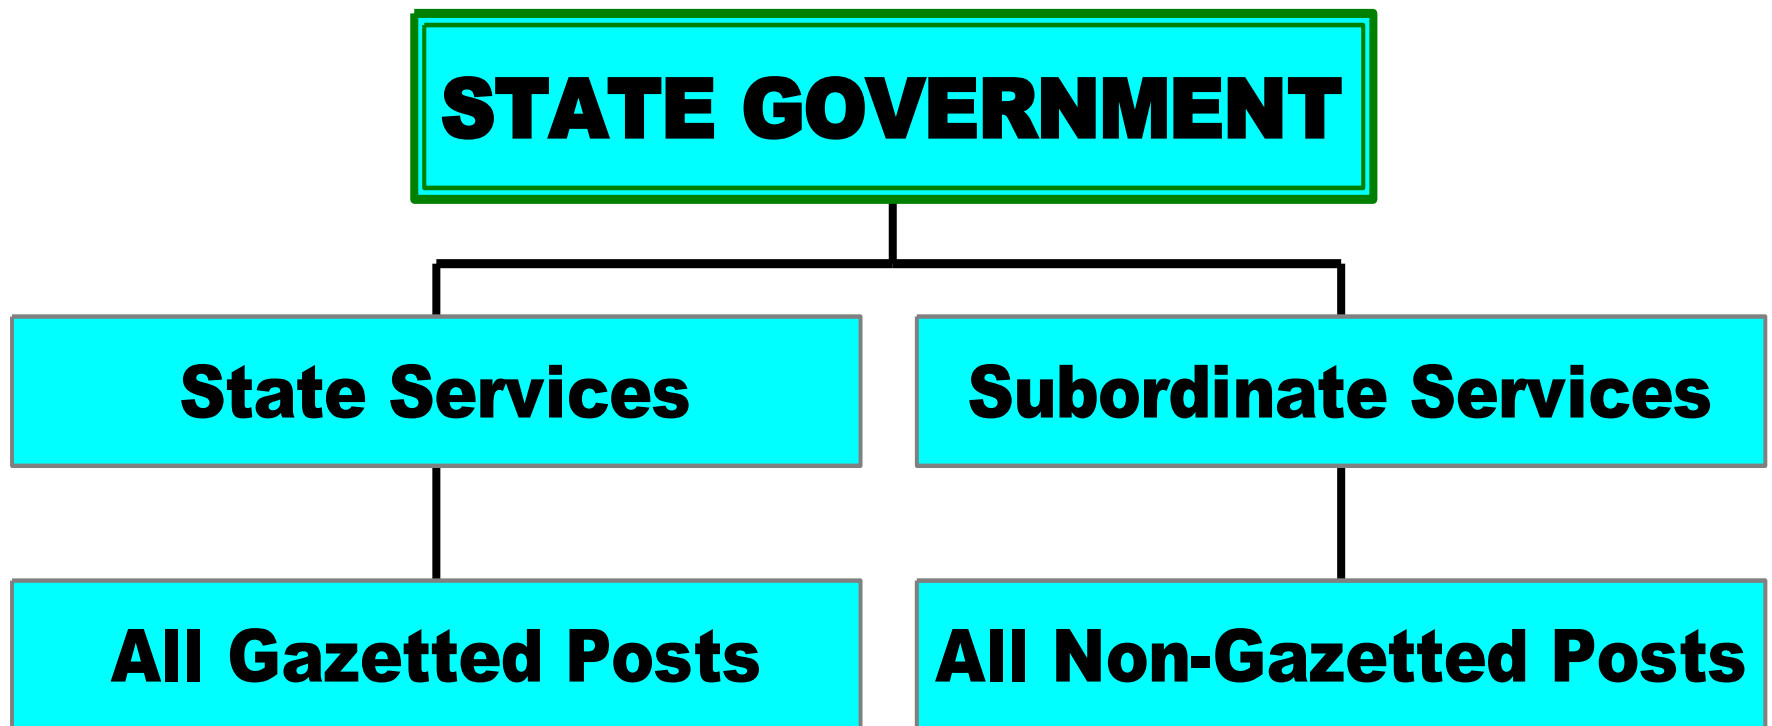 STATE GOVERNMENT
State Services
Subordinate Services
All Gazetted Posts
All Non-Gazetted Posts